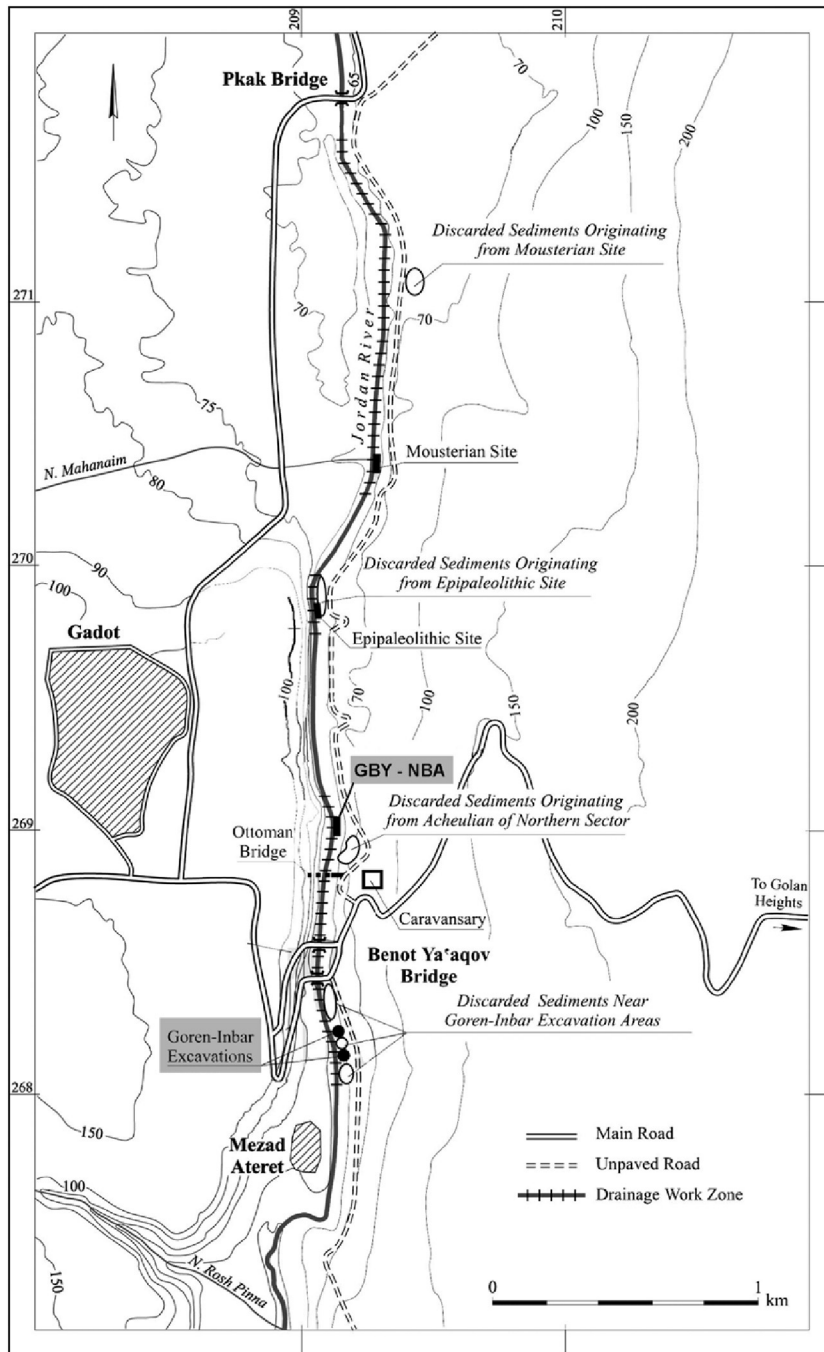 209
210
Pkak Bridge
65
70
100
150
200
Discarded Sediments Originating
from Mousterian Site
271
70
70
Jordan River
75
Mousterian Site
N. Mahanaim
80
270
90
100
Discarded Sediments Originating
from Epipaleolithic Site
Gadot
Epipaleolithic Site
100
70
100
150
200
GBY - NBA
Discarded Sediments Originating
from Acheulian of Northern Sector
269
Ottoman
Bridge
To Golan
Heights
Caravansary
Benot Yaʿaqov
Bridge
Discarded Sediments Near
Goren-Inbar Excavation Areas
Goren-Inbar
Excavations
268
150
Mezad
Ateret
Main Road
Unpaved Road
Drainage Work Zone
100
N. Rosh Pinna
150
0
1
km